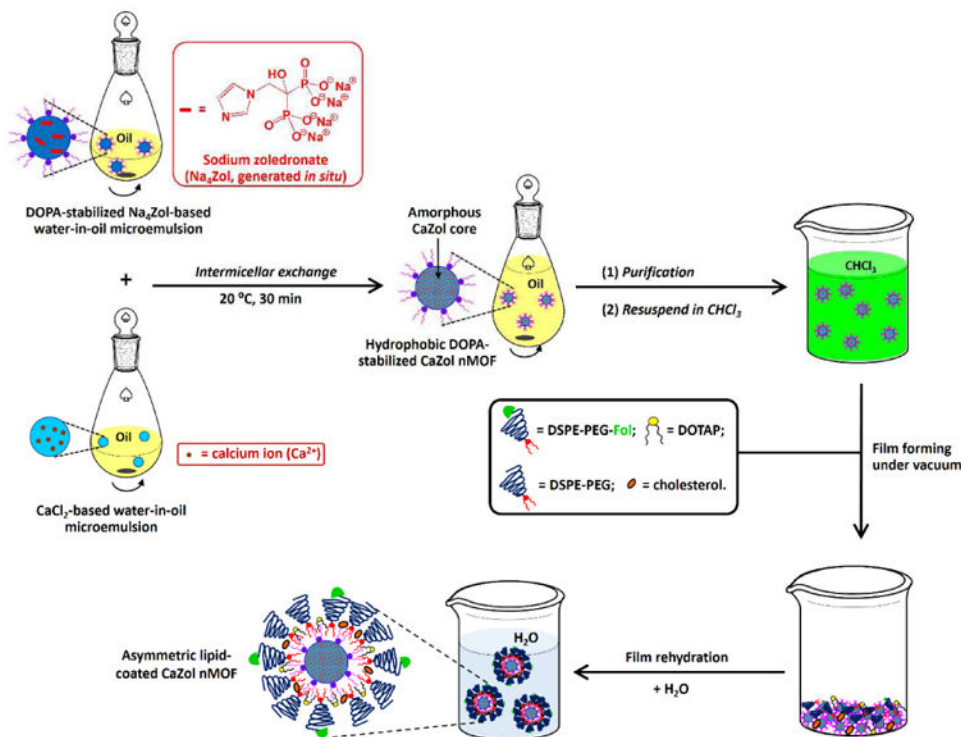 Oil
HO
O
P
O⁻Na⁺
O⁻Na⁺
N
N
O
P
O⁻Na⁺
O⁻Na⁺
=
Sodium zoledronate
(Na₄Zol, generated in situ)
DOPA-stabilized Na₄Zol-based
water-in-oil microemulsion
+
Intermicellar exchange
20 °C, 30 min
Amorphous
CaZol core
Oil
Hydrophobic DOPA-
stabilized CaZol nMOF
(1) Purification
(2) Resuspend in CHCl₃
CHCl₃
Oil
= calcium ion (Ca²⁺)
CaCl₂-based water-in-oil
microemulsion
= DSPE-PEG-Fol; = DOTAP;
= DSPE-PEG; = cholesterol.
Film forming
under vacuum
Asymmetric lipid-
coated CaZol nMOF
H₂O
Film rehydration
+ H₂O